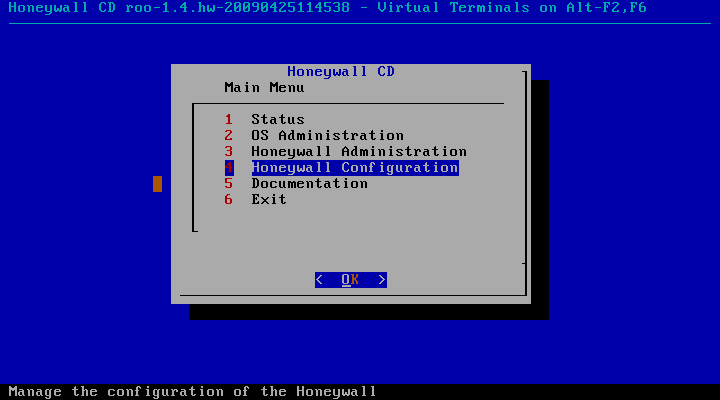 Honeywall CD roo-1.4.hw-20090425114538 - Virtual Terminals on Alt-F2,F6
Honeywall CD
Main Menu
1 Status
2 OS Administration
3 Honeywall Administration
4 Honeywall Configuration
5 Documentation
6 Exit
< OK >
Manage the configuration of the Honeywall